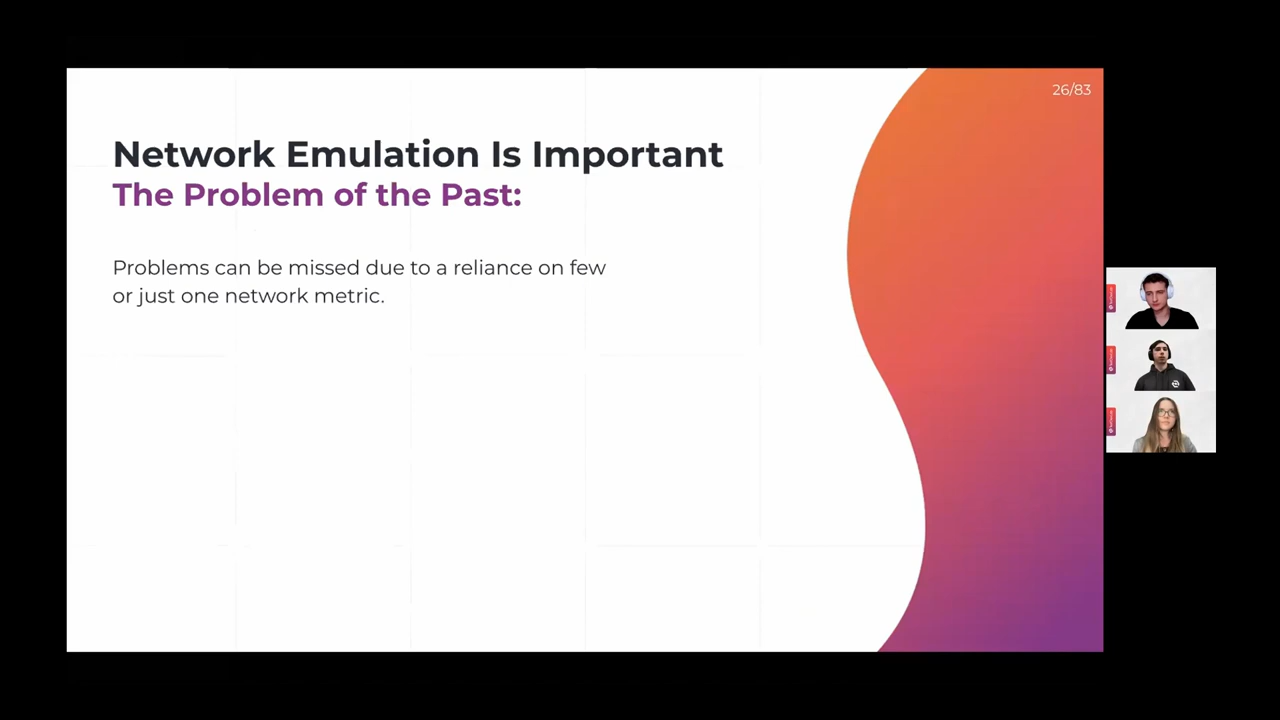 26/83
Network Emulation Is Important
The Problem of the Past:
Problems can be missed due to a reliance on few
or just one network metric.